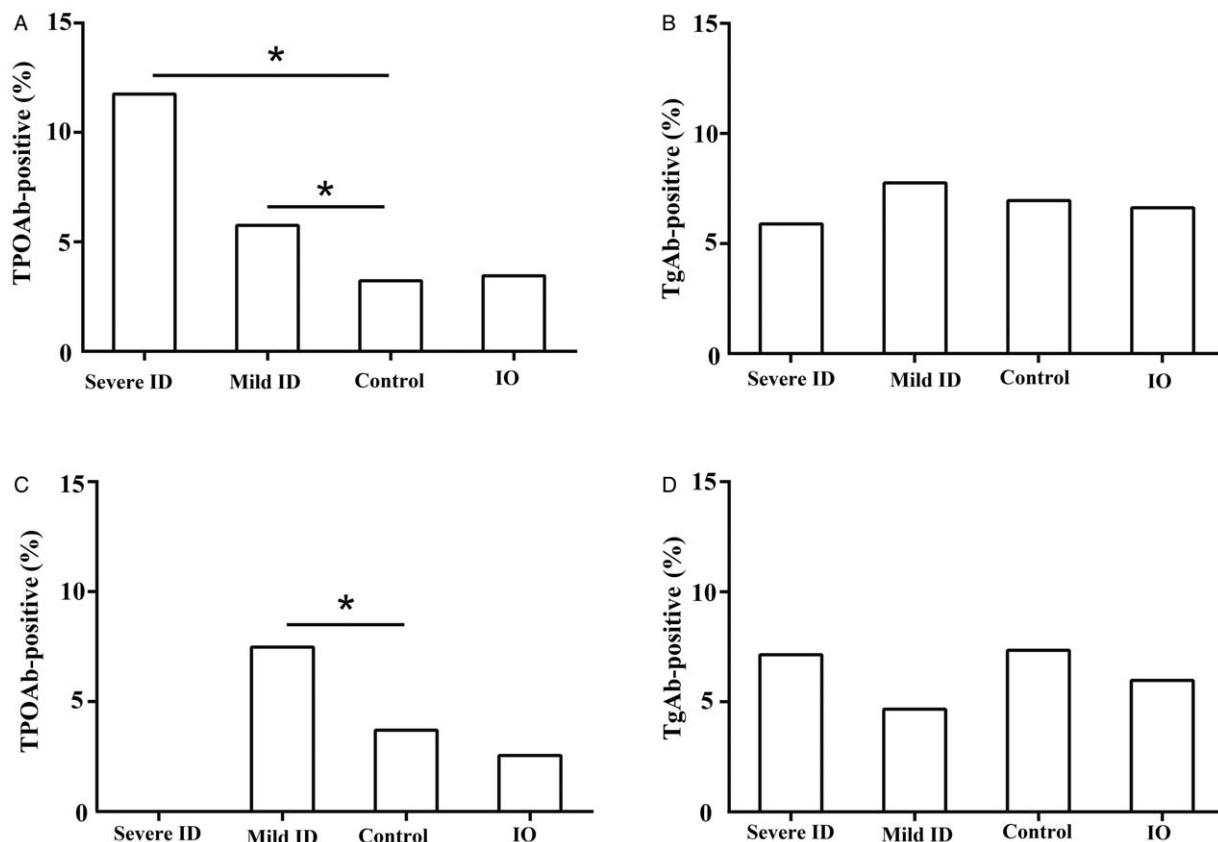 A
TPOAb-positive (%)
15
10
5
0
*
*
Severe ID Mild ID Control IO
B
TgAb-positive (%)
15
10
5
0
Severe ID Mild ID Control IO
C
TPOAb-positive (%)
15
10
5
0
*
Severe ID Mild ID Control IO
D
TgAb-positive (%)
15
10
5
0
Severe ID Mild ID Control IO